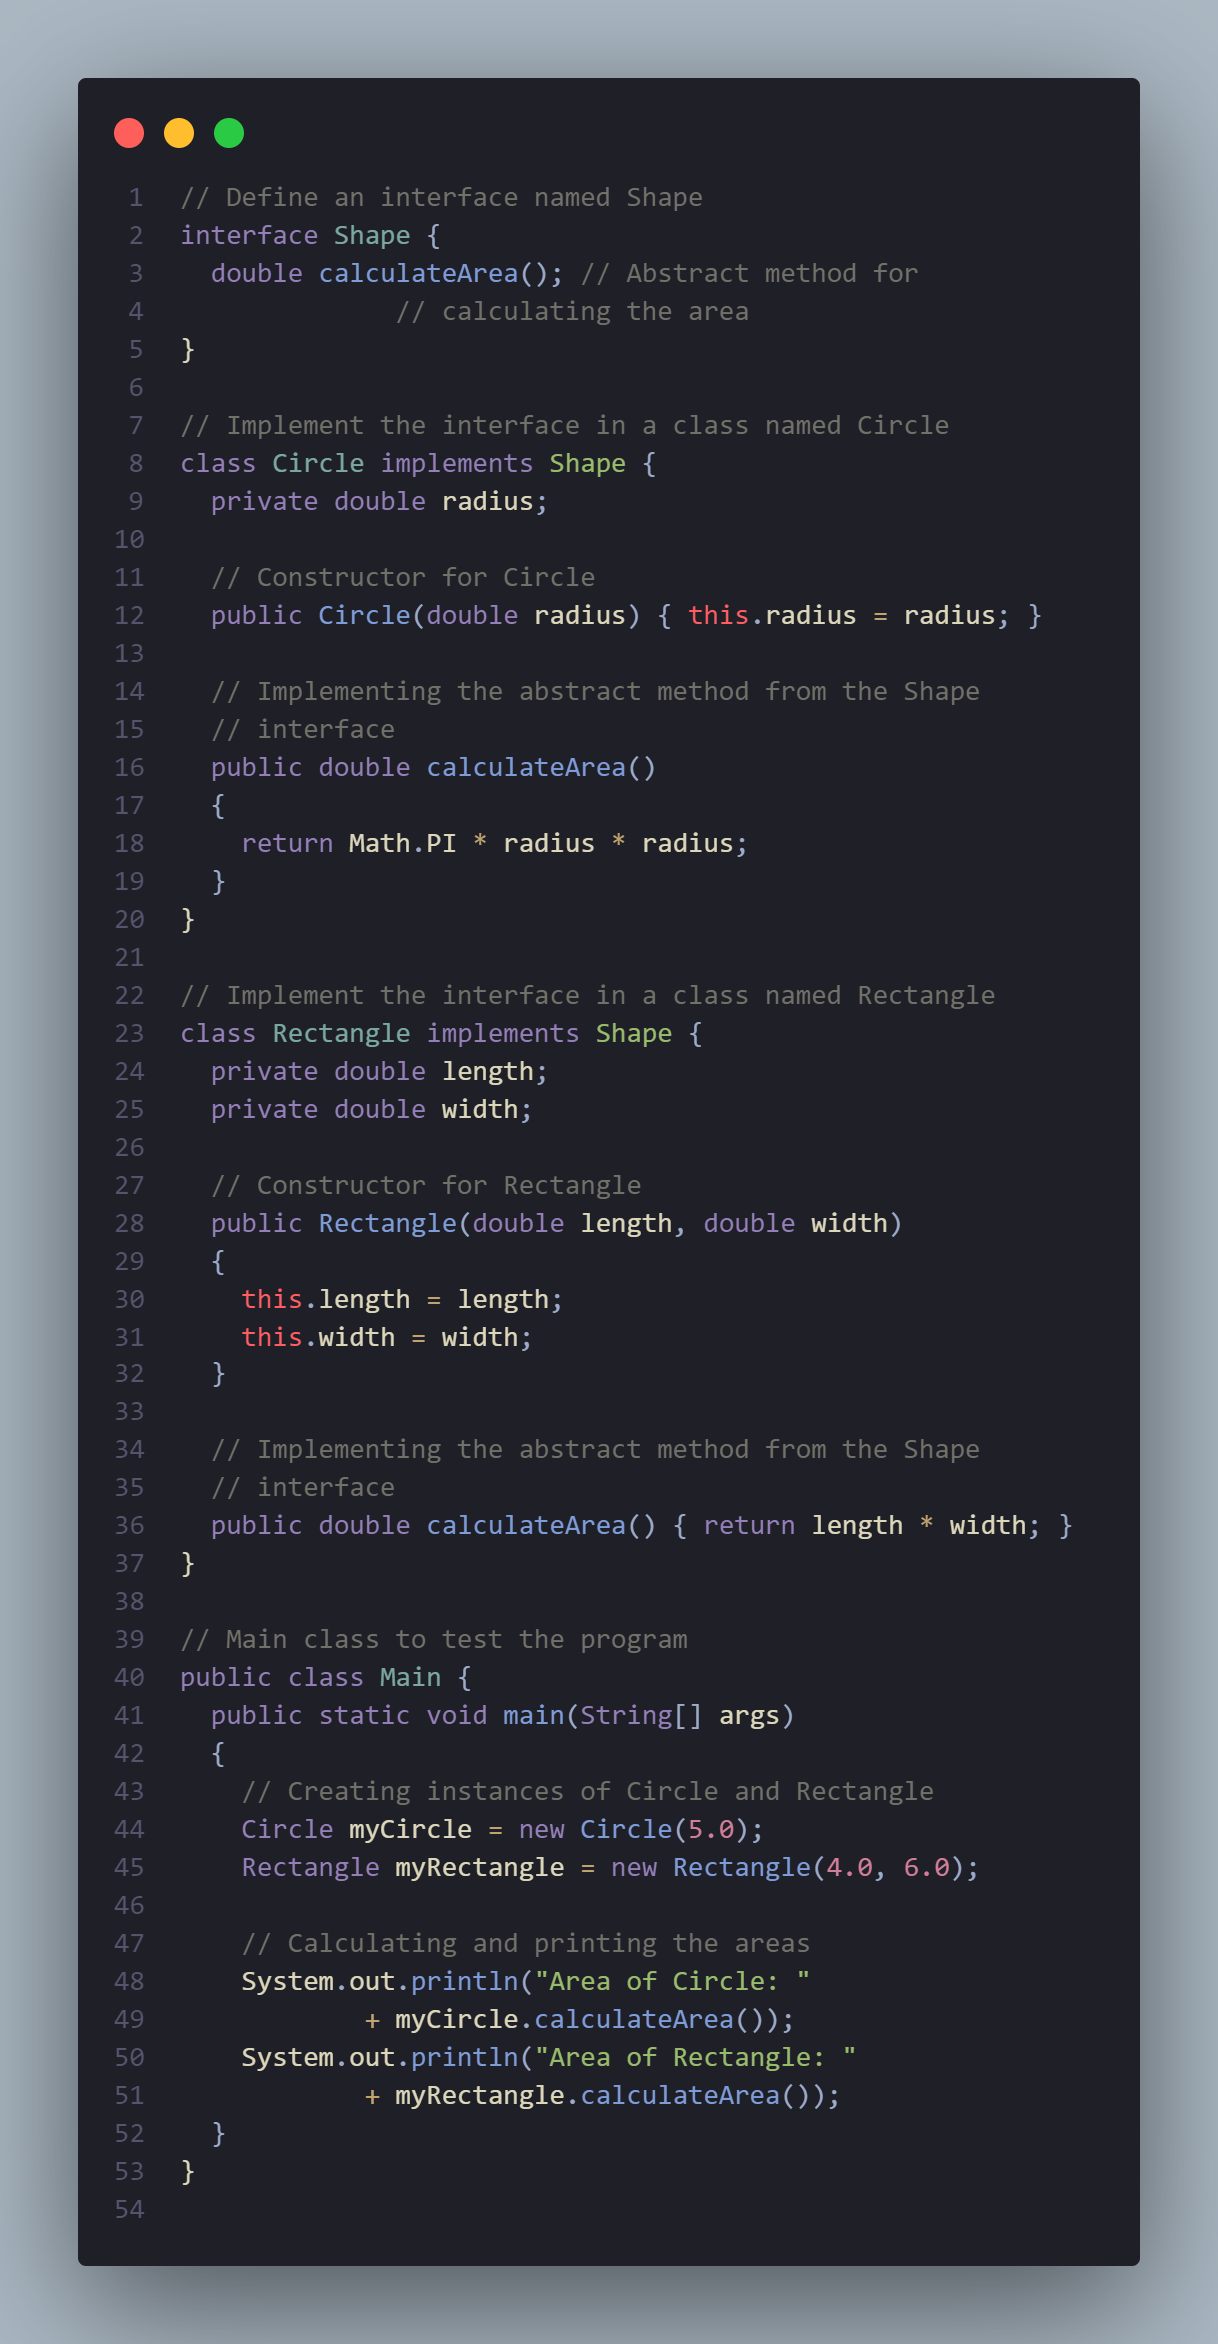 1 // Define an interface named Shape
2 interface Shape {
3   double calculateArea(); // Abstract method for
4               // calculating the area
5 }
6
7 // Implement the interface in a class named Circle
8 class Circle implements Shape {
9   private double radius;
10
11   // Constructor for Circle
12   public Circle(double radius) { this.radius = radius; }
13
14   // Implementing the abstract method from the Shape
15   // interface
16   public double calculateArea()
17   {
18     return Math.PI * radius * radius;
19   }
20 }
21
22 // Implement the interface in a class named Rectangle
23 class Rectangle implements Shape {
24   private double length;
25   private double width;
26
27   // Constructor for Rectangle
28   public Rectangle(double length, double width)
29   {
30     this.length = length;
31     this.width = width;
32   }
33
34   // Implementing the abstract method from the Shape
35   // interface
36   public double calculateArea() { return length * width; }
37 }
38
39 // Main class to test the program
40 public class Main {
41   public static void main(String[] args)
42   {
43     // Creating instances of Circle and Rectangle
44     Circle myCircle = new Circle(5.0);
45     Rectangle myRectangle = new Rectangle(4.0, 6.0);
46
47     // Calculating and printing the areas
48     System.out.println("Area of Circle: "
49             + myCircle.calculateArea());
50     System.out.println("Area of Rectangle: "
51             + myRectangle.calculateArea());
52   }
53 }
54